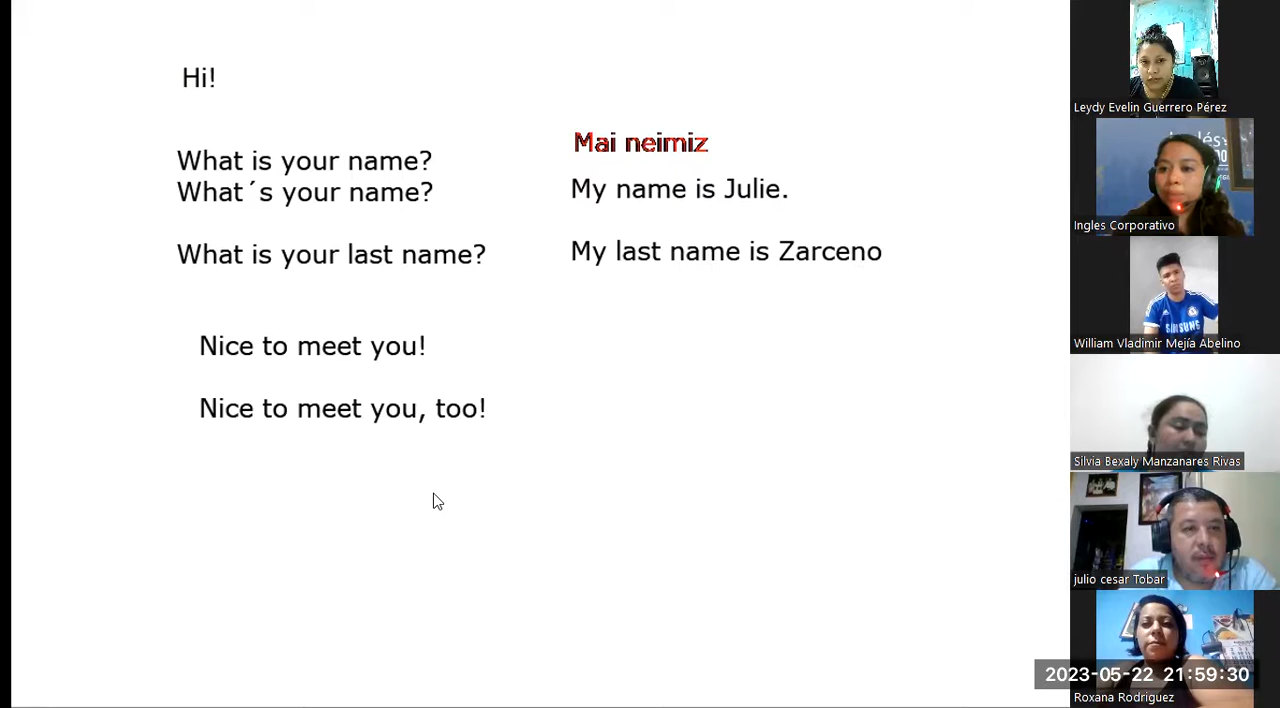 Hi!
Mai neimiz
What is your name?
What´s your name?
My name is Julie.
What is your last name?
My last name is Zarceno
Nice to meet you!
Nice to meet you, too!
Leydy Evelin Guerrero Pérez
Ingles Corporativo
William Vladimir Mejía Abelino
SAMSUNG
Silvia Bexaly Manzanares Rivas
julio cesar Tobar
2023-05-22 21:59:30
Roxana Rodriguez